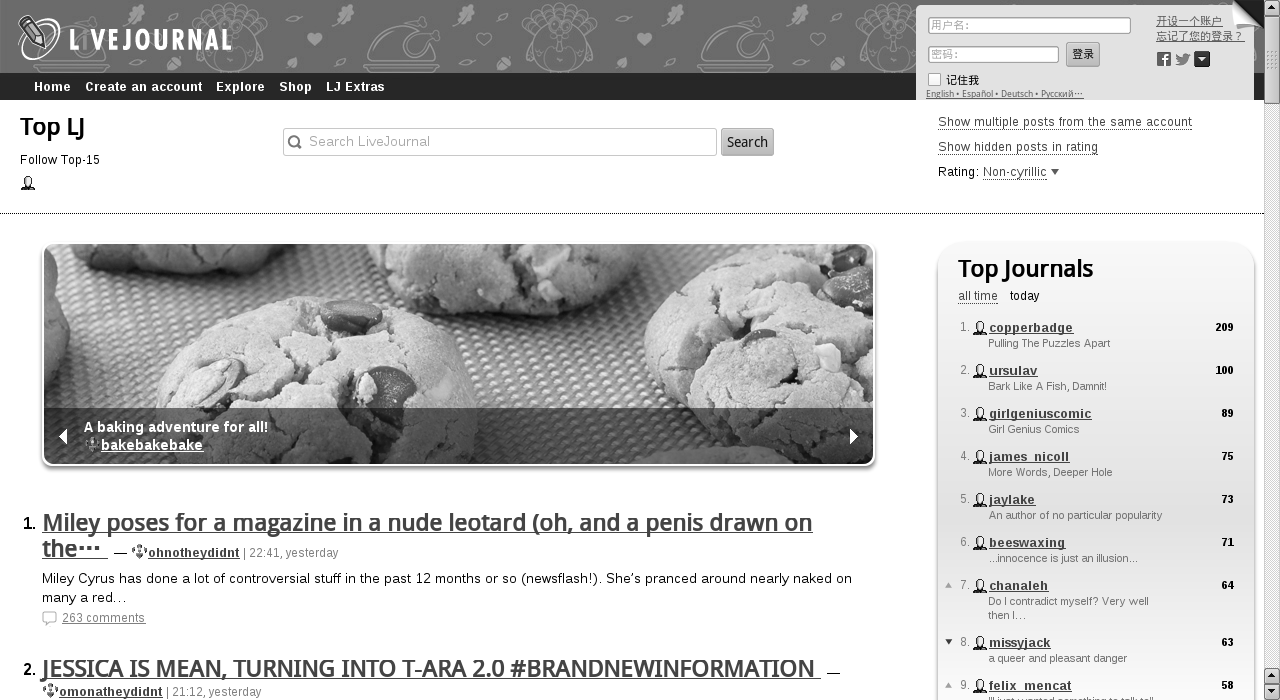 LIVEJOURNAL
用户名:
密码:
登录
记住我
English • Español • Deutsch • Русский…
开设一个账户
忘记了您的登录？
Home Create an account Explore Shop LJ Extras
Top LJ
Follow Top-15
Search LiveJournal
Search
Show multiple posts from the same account
Show hidden posts in rating
Rating: Non-cyrillic
A baking adventure for all!
bakebakebake
1. Miley poses for a magazine in a nude leotard (oh, and a penis drawn on
the… — ohnotheydidnt | 22:41, yesterday
Miley Cyrus has done a lot of controversial stuff in the past 12 months or so (newsflash!). She's pranced around nearly naked on
many a red…
263 comments
2. JESSICA IS MEAN, TURNING INTO T-ARA 2.0 #BRANDNEWINFORMATION —
omonatheydidnt | 21:12, yesterday
Top Journals
all time today
1. copperbadge 209
Pulling The Puzzles Apart
2. ursulav 100
Bark Like A Fish, Damnit!
3. girlgeniuscomic 89
Girl Genius Comics
4. james_nicoll 75
More Words, Deeper Hole
5. jaylake 73
An author of no particular popularity
6. beeswaxing 71
...innocence is just an illusion...
7. chanaleh 64
Do I contradict myself? Very well
then I…
8. missyjack 63
a queer and pleasant danger
9. felix_mencat 58
"I just wanted something to talk to"